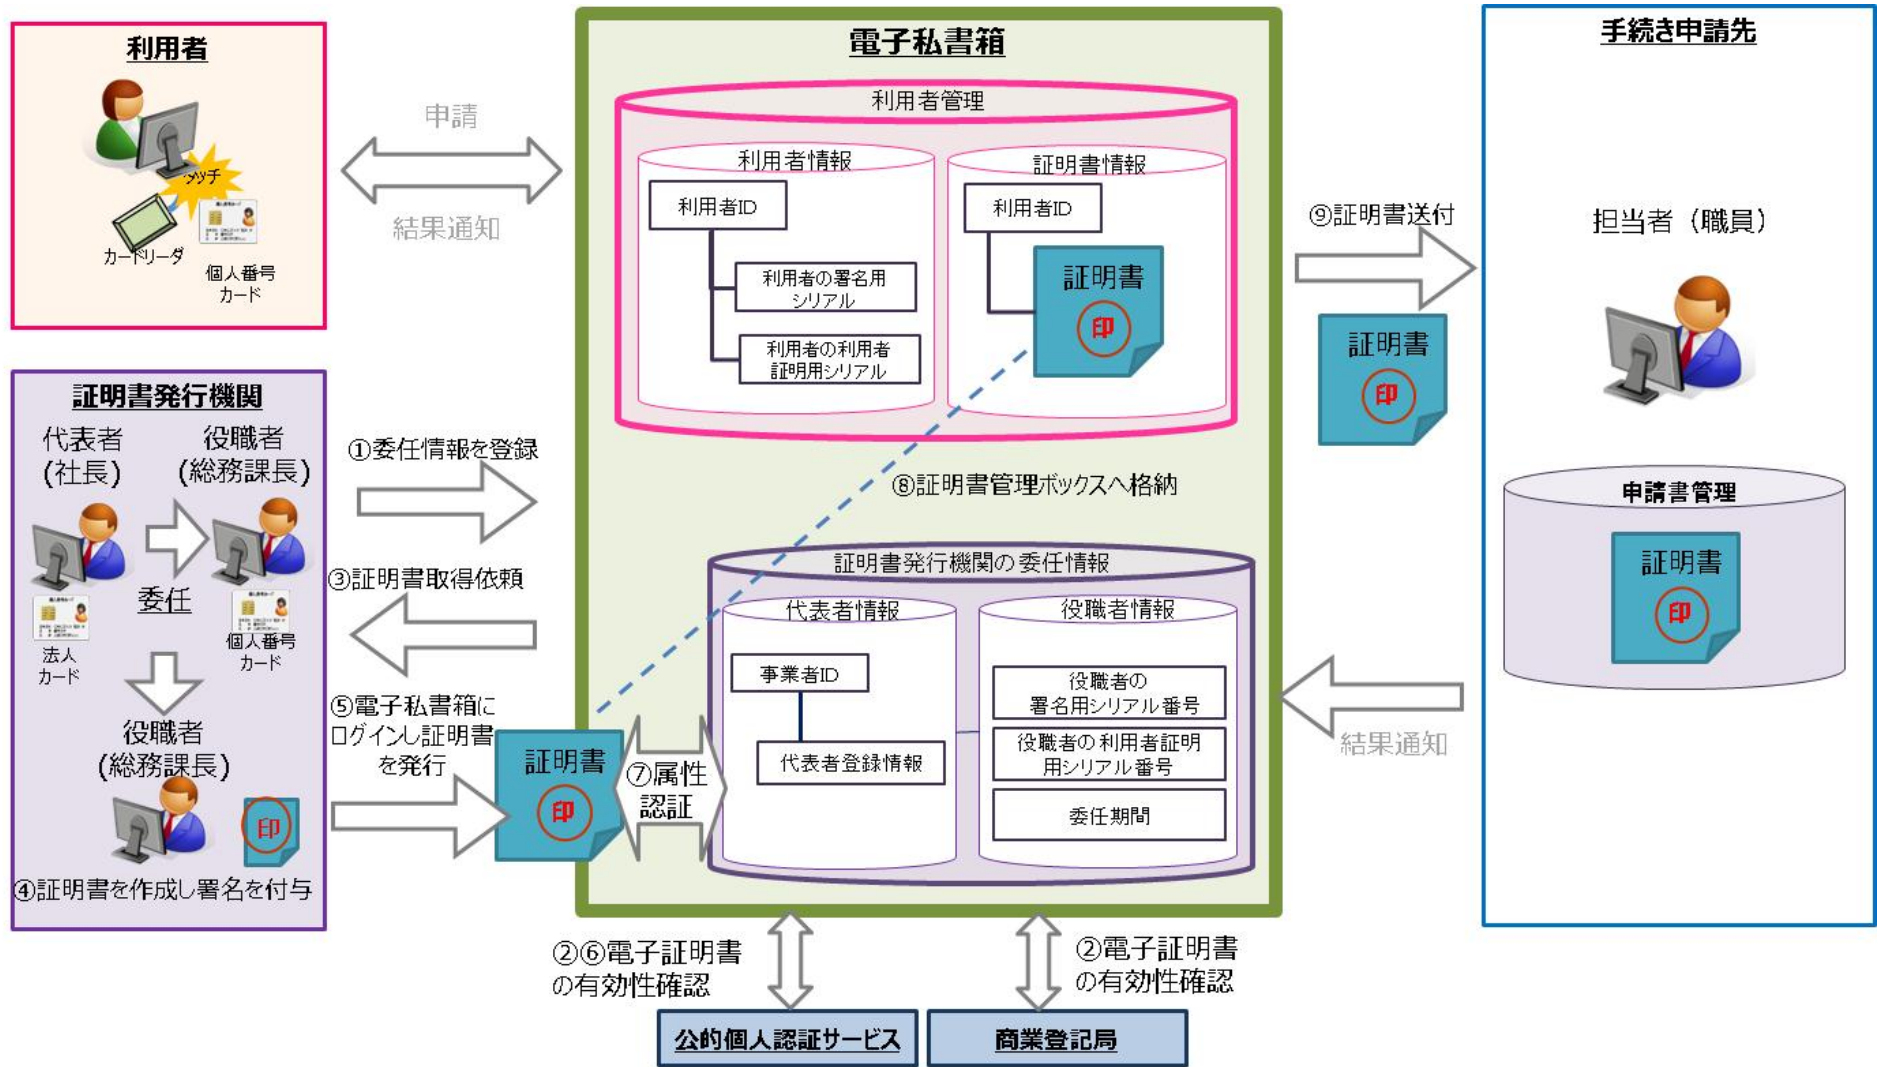 利用者
タッチ
カードリーダ
個人番号
カード
証明書発行機関
代表者
(社長)
役職者
(総務課長)
委任
法人
カード
個人番号
カード
役職者
(総務課長)
印
④証明書を作成し署名を付与
申請
結果通知
①委任情報を登録
③証明書取得依頼
⑤電子私書箱に
ログインし証明書
を発行
電子私書箱
利用者管理
利用者情報
利用者ID
利用者の署名用
シリアル
利用者の利用者
証明用シリアル
証明書情報
利用者ID
証明書
印
⑧証明書管理ボックスへ格納
証明書発行機関の委任情報
代表者情報
事業者ID
代表者登録情報
役職者情報
役職者の
署名用シリアル番号
役職者の利用者証明
用シリアル番号
委任期間
証明書
印
⑦属性
認証
②⑥電子証明書
の有効性確認
②電子証明書
の有効性確認
公的個人認証サービス
商業登記局
⑨証明書送付
証明書
印
結果通知
手続き申請先
担当者（職員）
申請書管理
証明書
印